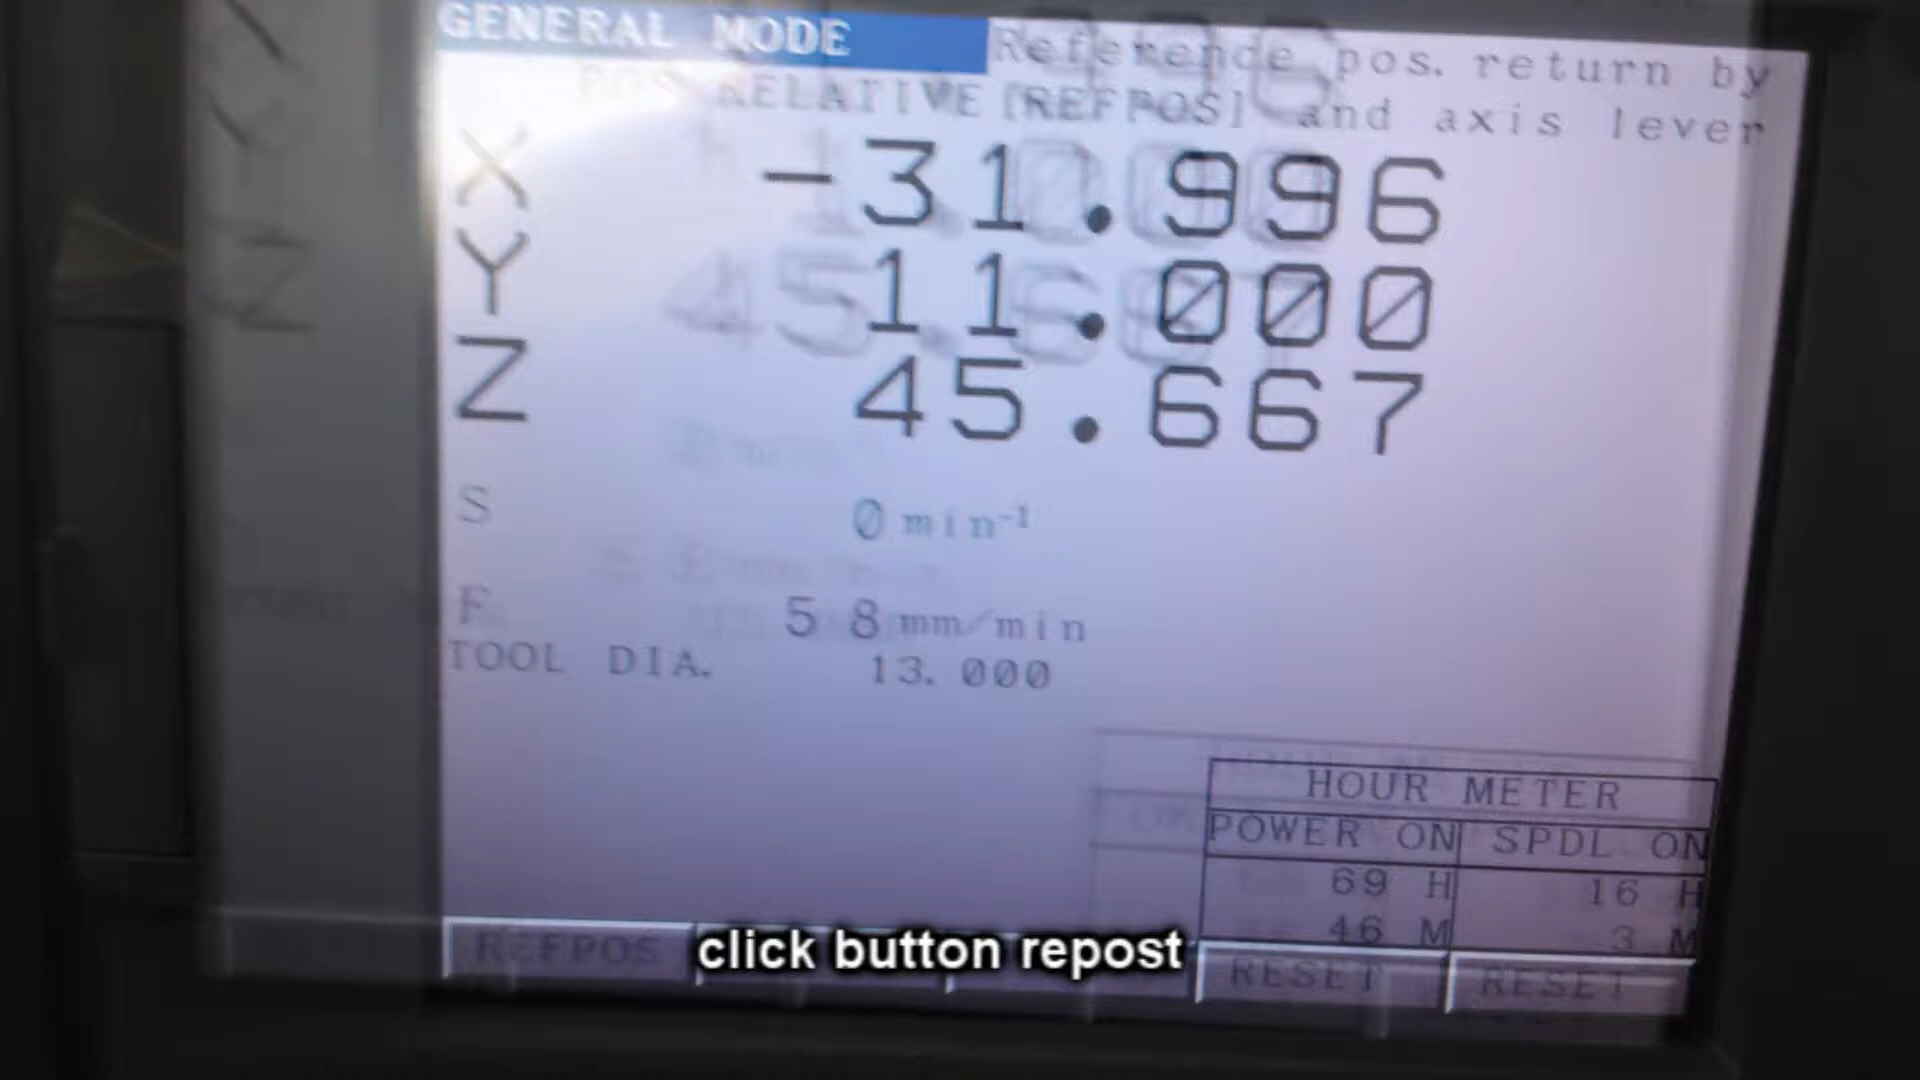 GENERAL MODE Reference pos. return by
POS. RELATIVE [REFPOS] and axis lever
X -31.996
Y 11.000
Z 45.667
S 0 min⁻¹
F 58 mm/min
TOOL DIA. 13.000
HOUR METER
POWER ON SPDL ON
69 H 16 H
46 M 3 M
REFPOS RESET RESET
click button repost